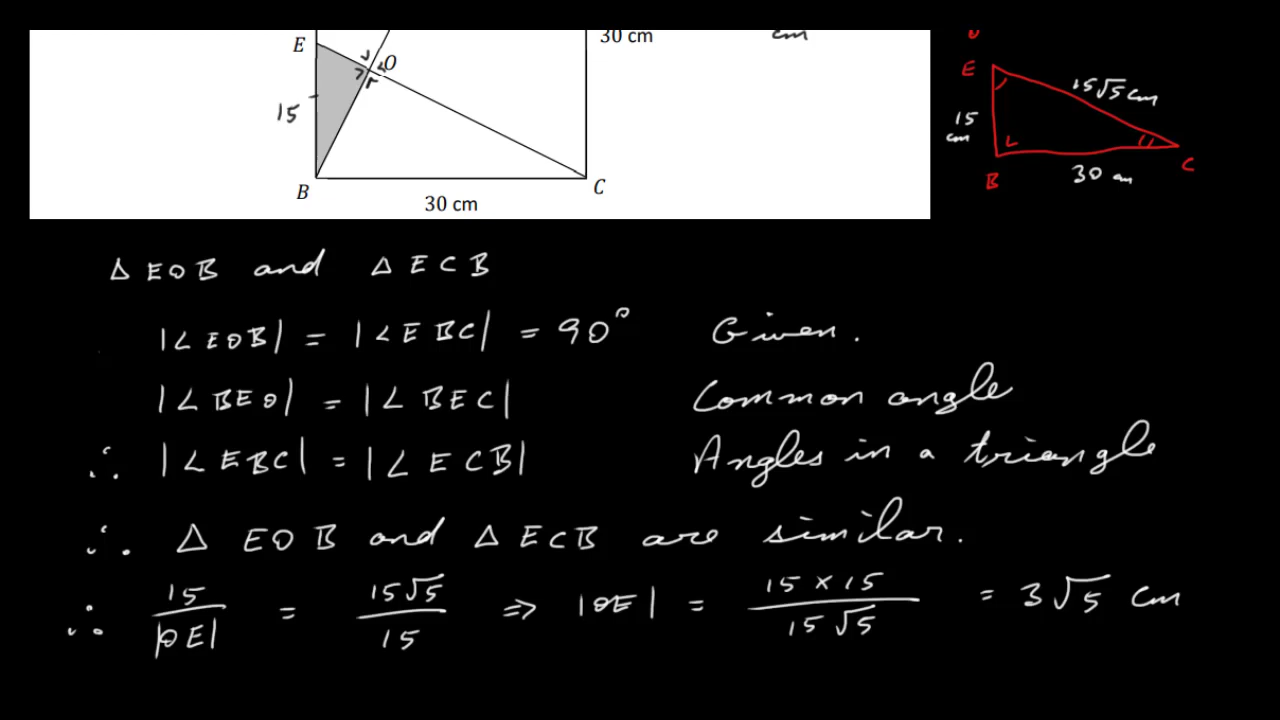 E
O
30 cm
cm
15
B
C
30 cm
E
15√5 cm
15
cm
B
30 cm
C
△ EOB and △ ECB
|∠ EOB| = |∠ EBC| = 90° Given.
|∠ BEO| = |∠ BEC| Common angle
∴ |∠ EBC| = |∠ ECB| Angles in a triangle
∴ △ EOB and △ ECB are similar.
∴ 15/|OE| = 15√5/15 ⇒ |OE| = 15 × 15/15√5 = 3√5 cm